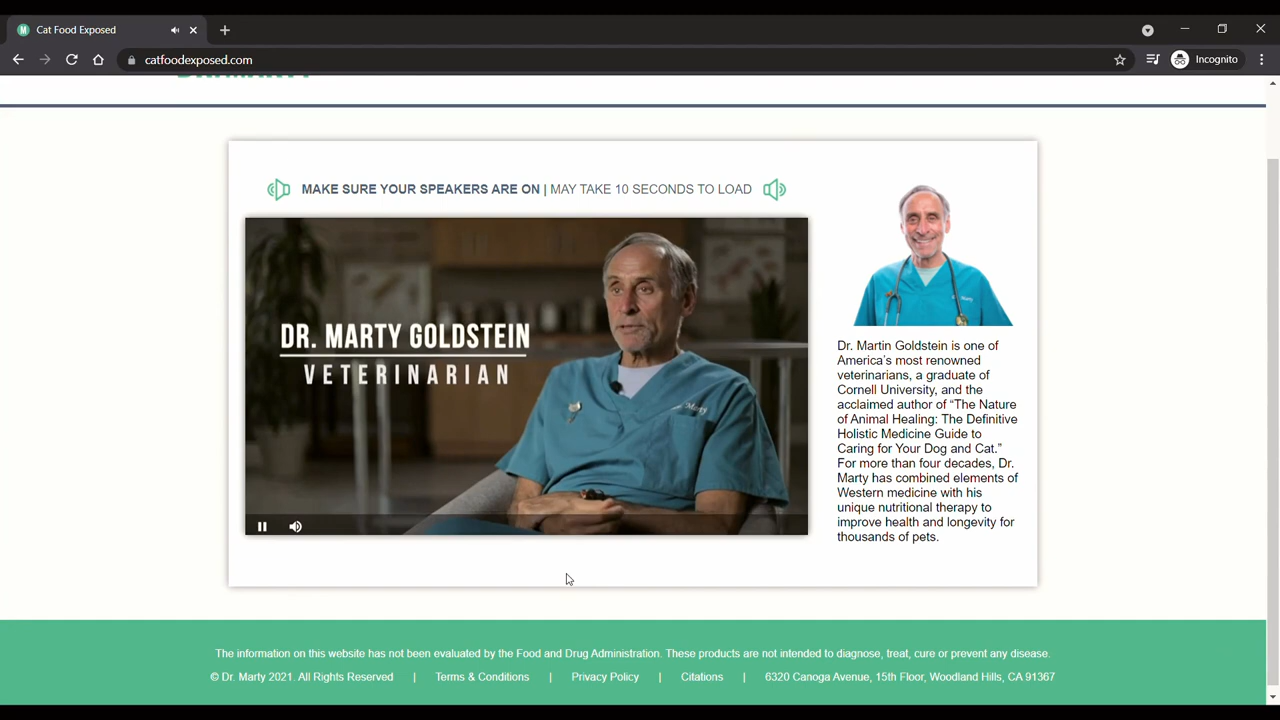 Cat Food Exposed
catfoodexposed.com
Incognito
MAKE SURE YOUR SPEAKERS ARE ON | MAY TAKE 10 SECONDS TO LOAD
DR. MARTY GOLDSTEIN
VETERINARIAN
Dr. Martin Goldstein is one of
America's most renowned
veterinarians, a graduate of
Cornell University, and the
acclaimed author of “The Nature
of Animal Healing: The Definitive
Holistic Medicine Guide to
Caring for Your Dog and Cat.”
For more than four decades, Dr.
Marty has combined elements of
Western medicine with his
unique nutritional therapy to
improve health and longevity for
thousands of pets.
The information on this website has not been evaluated by the Food and Drug Administration. These products are not intended to diagnose, treat, cure or prevent any disease.
© Dr. Marty 2021. All Rights Reserved | Terms & Conditions | Privacy Policy | Citations | 6320 Canoga Avenue, 15th Floor, Woodland Hills, CA 91367